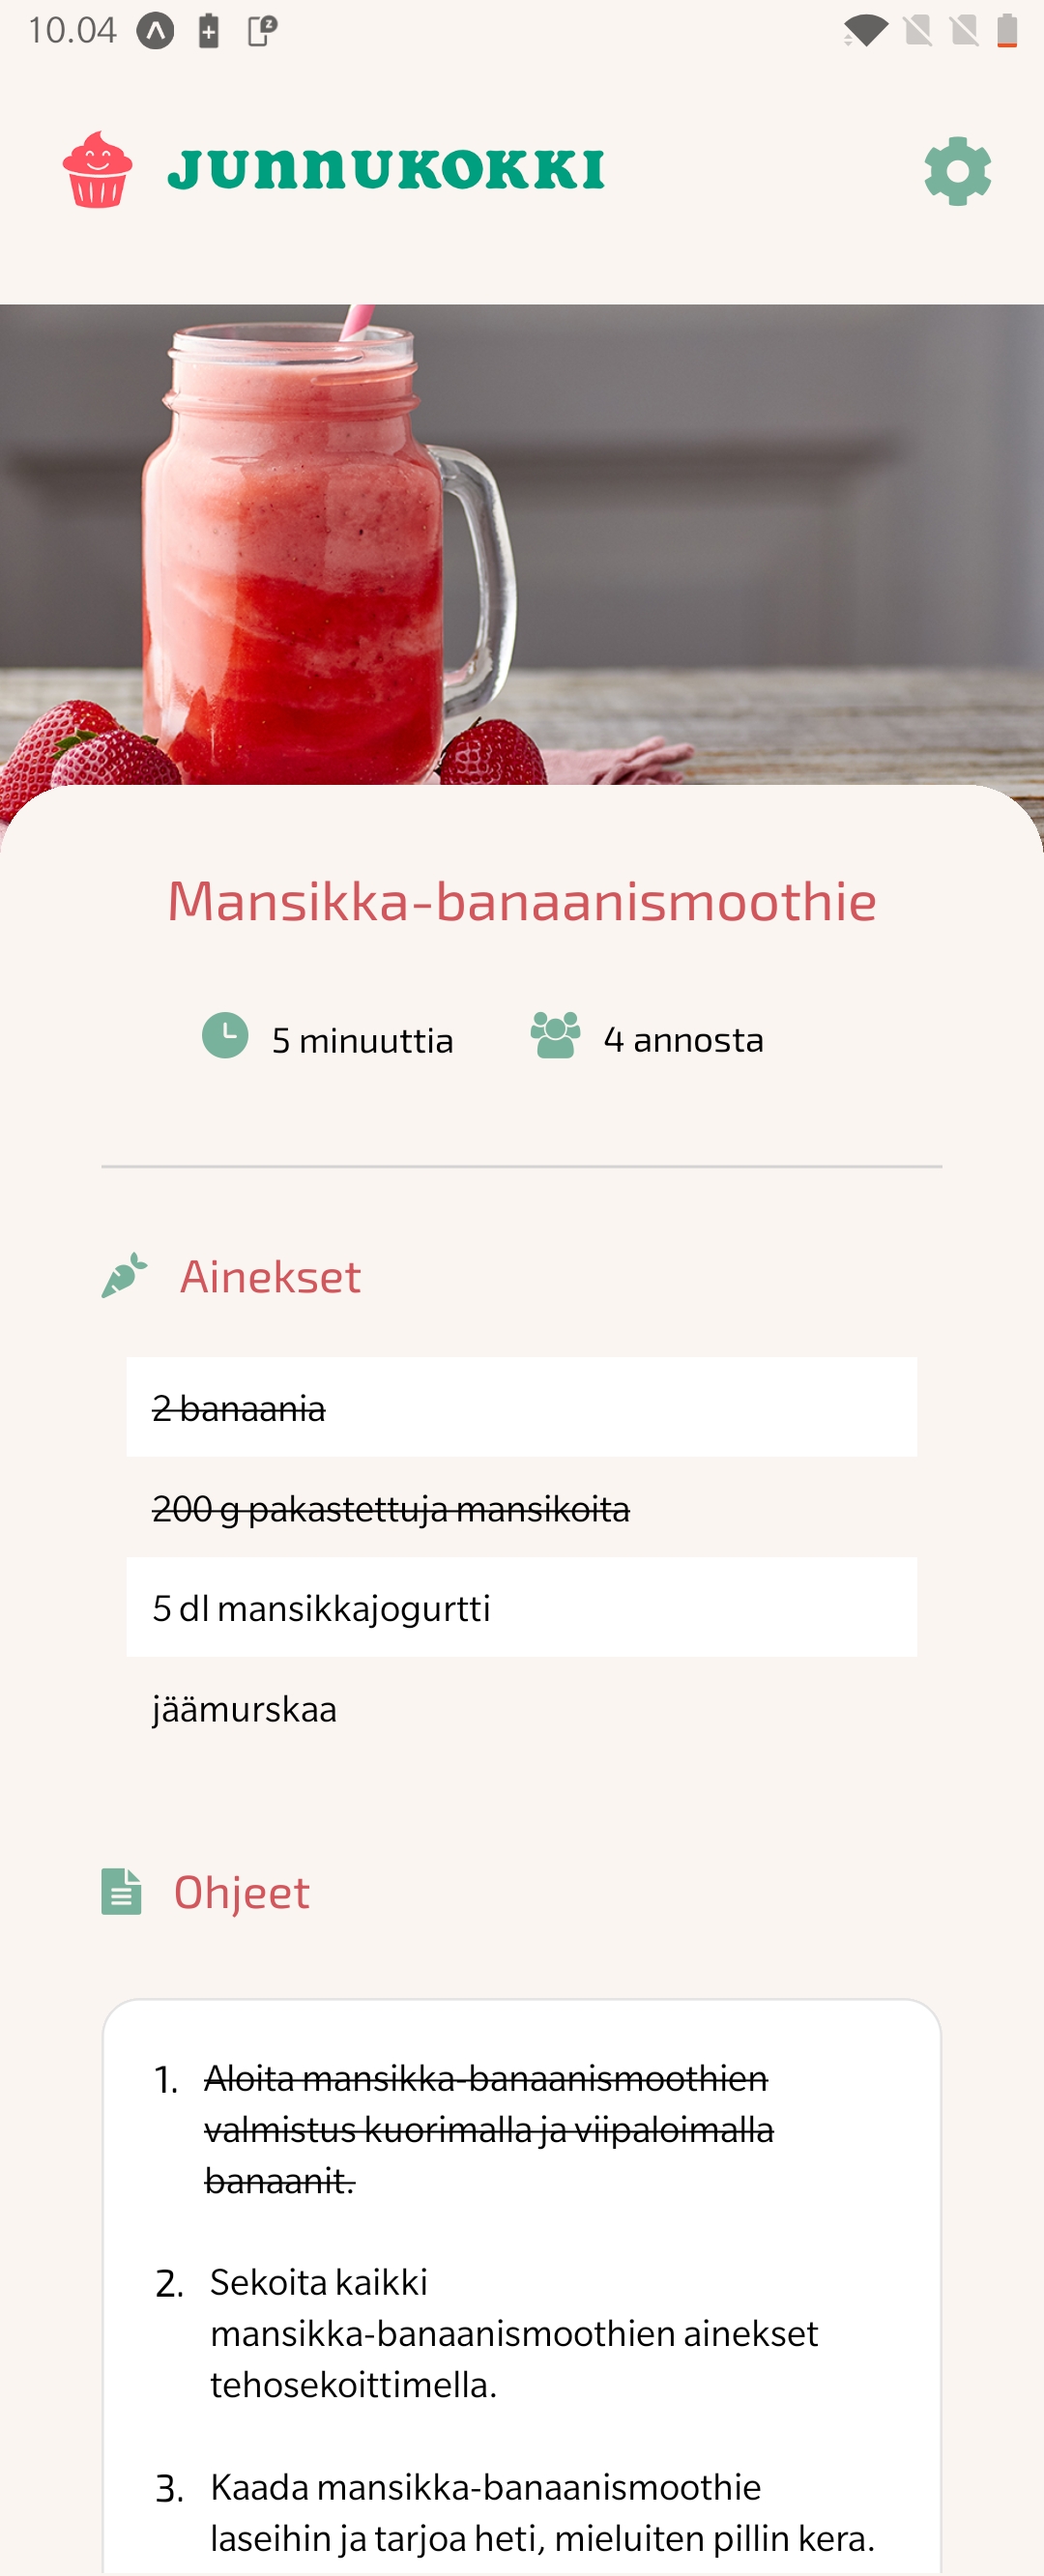 10.04
JUNNUKOKKI
Mansikka-banaanismoothie
5 minuuttia
4 annosta
Ainekset
2 banaania
200 g pakastettuja mansikoita
5 dl mansikkajogurtti
jäämurskaa
Ohjeet
1. Aloita mansikka-banaanismoothien
valmistus kuorimalla ja viipaloimalla
banaanit.
2. Sekoita kaikki
mansikka-banaanismoothien ainekset
tehosekoittimella.
3. Kaada mansikka-banaanismoothie
laseihin ja tarjoa heti, mieluiten pillin kera.